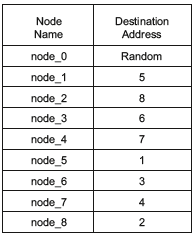 Node Name Destination Address
node_0 Random
node_1 5
node_2 8
node_3 6
node_4 7
node_5 1
node_6 3
node_7 4
node_8 2